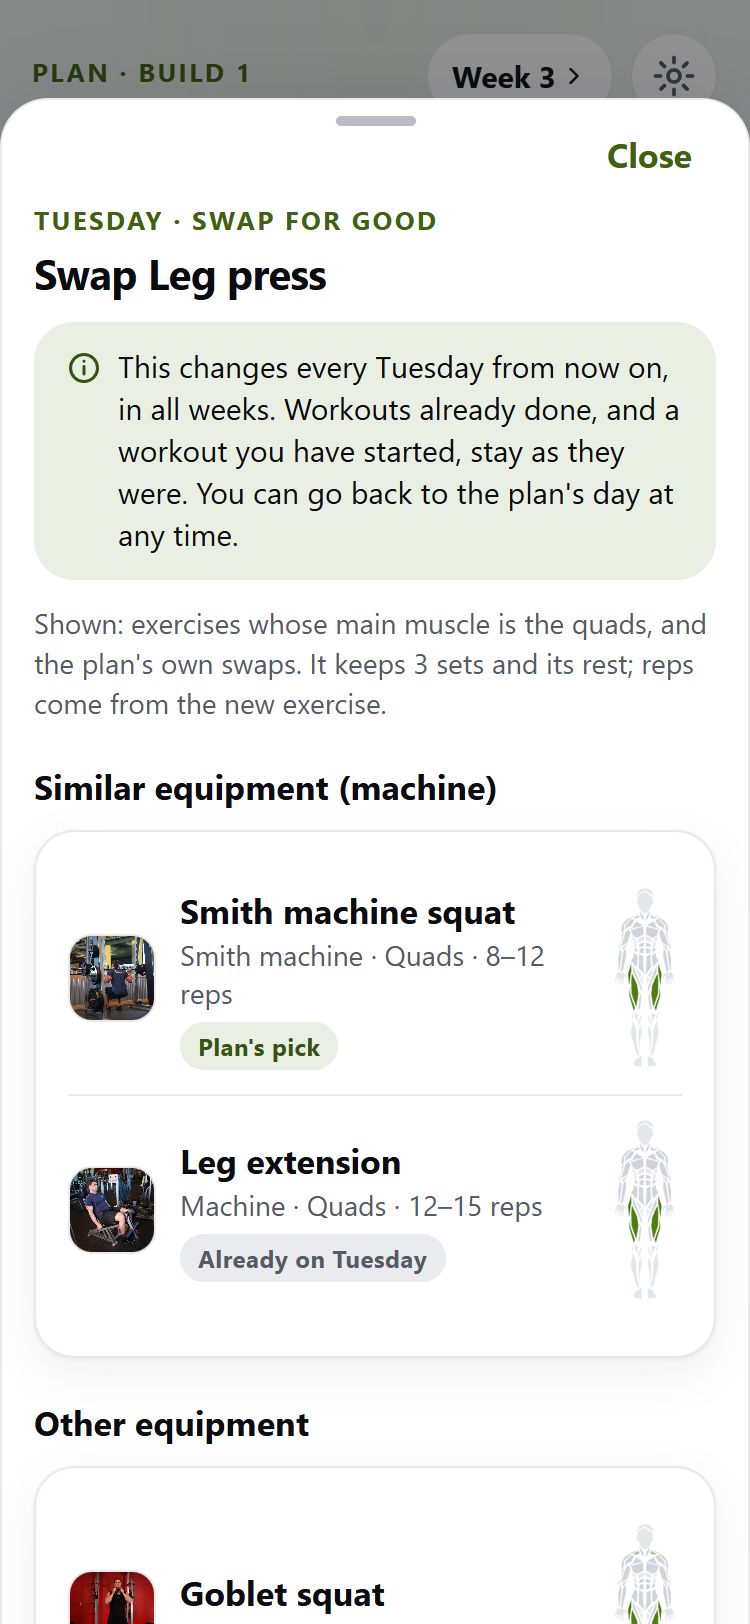 PLAN · BUILD 1
Week 3
Close
TUESDAY · SWAP FOR GOOD
Swap Leg press
This changes every Tuesday from now on,
in all weeks. Workouts already done, and a
workout you have started, stay as they
were. You can go back to the plan's day at
any time.
Shown: exercises whose main muscle is the quads, and
the plan's own swaps. It keeps 3 sets and its rest; reps
come from the new exercise.
Similar equipment (machine)
Smith machine squat
Smith machine · Quads · 8–12
reps
Plan's pick
Leg extension
Machine · Quads · 12–15 reps
Already on Tuesday
Other equipment
Goblet squat